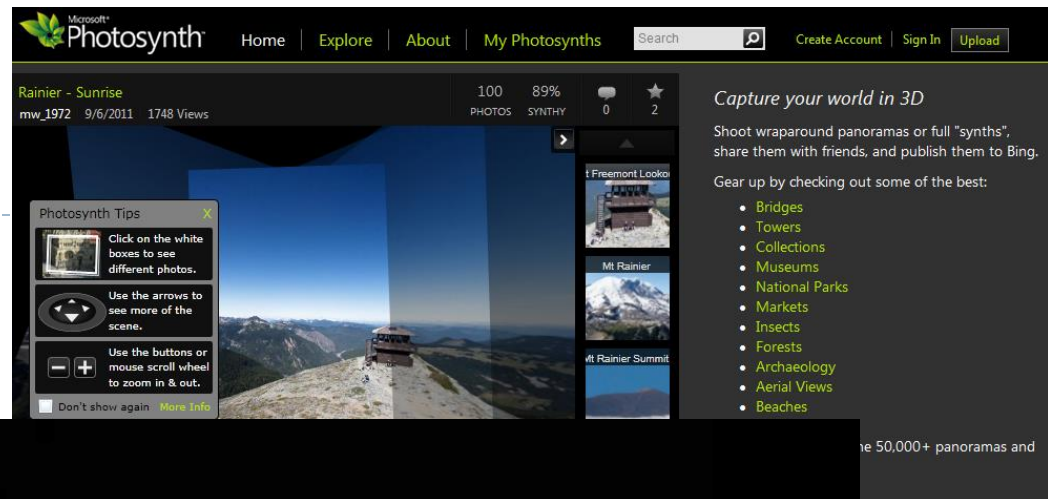 Microsoft®
Photosynth™
Home | Explore | About | My Photosynths
Search
Create Account | Sign In
Upload
Rainier - Sunrise
mw_1972 9/6/2011 1748 Views
100
PHOTOS
89%
SYNTHY
0
2
Photosynth Tips X
Click on the white
boxes to see
different photos.
Use the arrows to
see more of the
scene.
Use the buttons or
mouse scroll wheel
to zoom in & out.
Don't show again More Info
t Freemont Looko
Mt Rainier
Mt Rainier Summit
Capture your world in 3D
Shoot wraparound panoramas or full "synths",
share them with friends, and publish them to Bing.
Gear up by checking out some of the best:
• Bridges
• Towers
• Collections
• Museums
• National Parks
• Markets
• Insects
• Forests
• Archaeology
• Aerial Views
• Beaches
50,000+ panoramas and